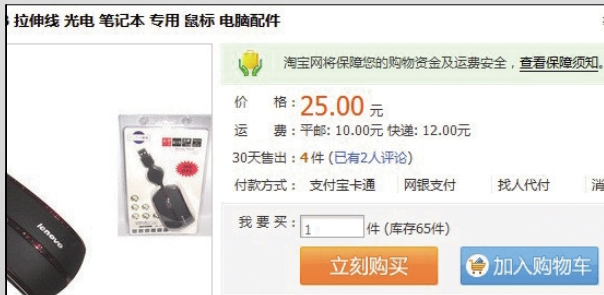 拉伸线 光电 笔记本 专用 鼠标 电脑配件
淘宝网将保障您的购物资金及运费安全，查看保障须知。
价 格：25.00 元
运 费：平邮: 10.00元 快递: 12.00元
30天售出：4 件 (已有2人评论)
付款方式： 支付宝卡通 网银支付 找人代付 消
我 要 买： 1 件 (库存65件)
立刻购买 加入购物车
lenovo